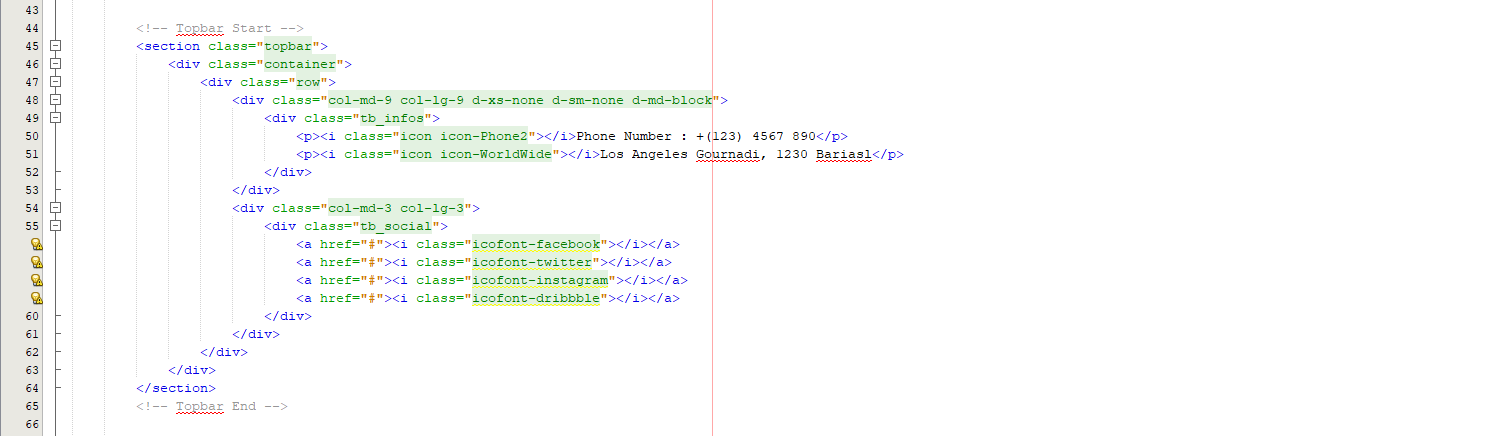 43
44 <!-- Topbar Start -->
45 <section class="topbar">
46 <div class="container">
47 <div class="row">
48 <div class="col-md-9 col-lg-9 d-xs-none d-sm-none d-md-block">
49 <div class="tb_infos">
50 <p><i class="icon icon-Phone2"></i>Phone Number : +(123) 4567 890</p>
51 <p><i class="icon icon-WorldWide"></i>Los Angeles Gournadi, 1230 Bariasl</p>
52 </div>
53 </div>
54 <div class="col-md-3 col-lg-3">
55 <div class="tb_social">
<a href="#"><i class="icofont-facebook"></i></a>
<a href="#"><i class="icofont-twitter"></i></a>
<a href="#"><i class="icofont-instagram"></i></a>
<a href="#"><i class="icofont-dribbble"></i></a>
60 </div>
61 </div>
62 </div>
63 </div>
64 </section>
65 <!-- Topbar End -->
66